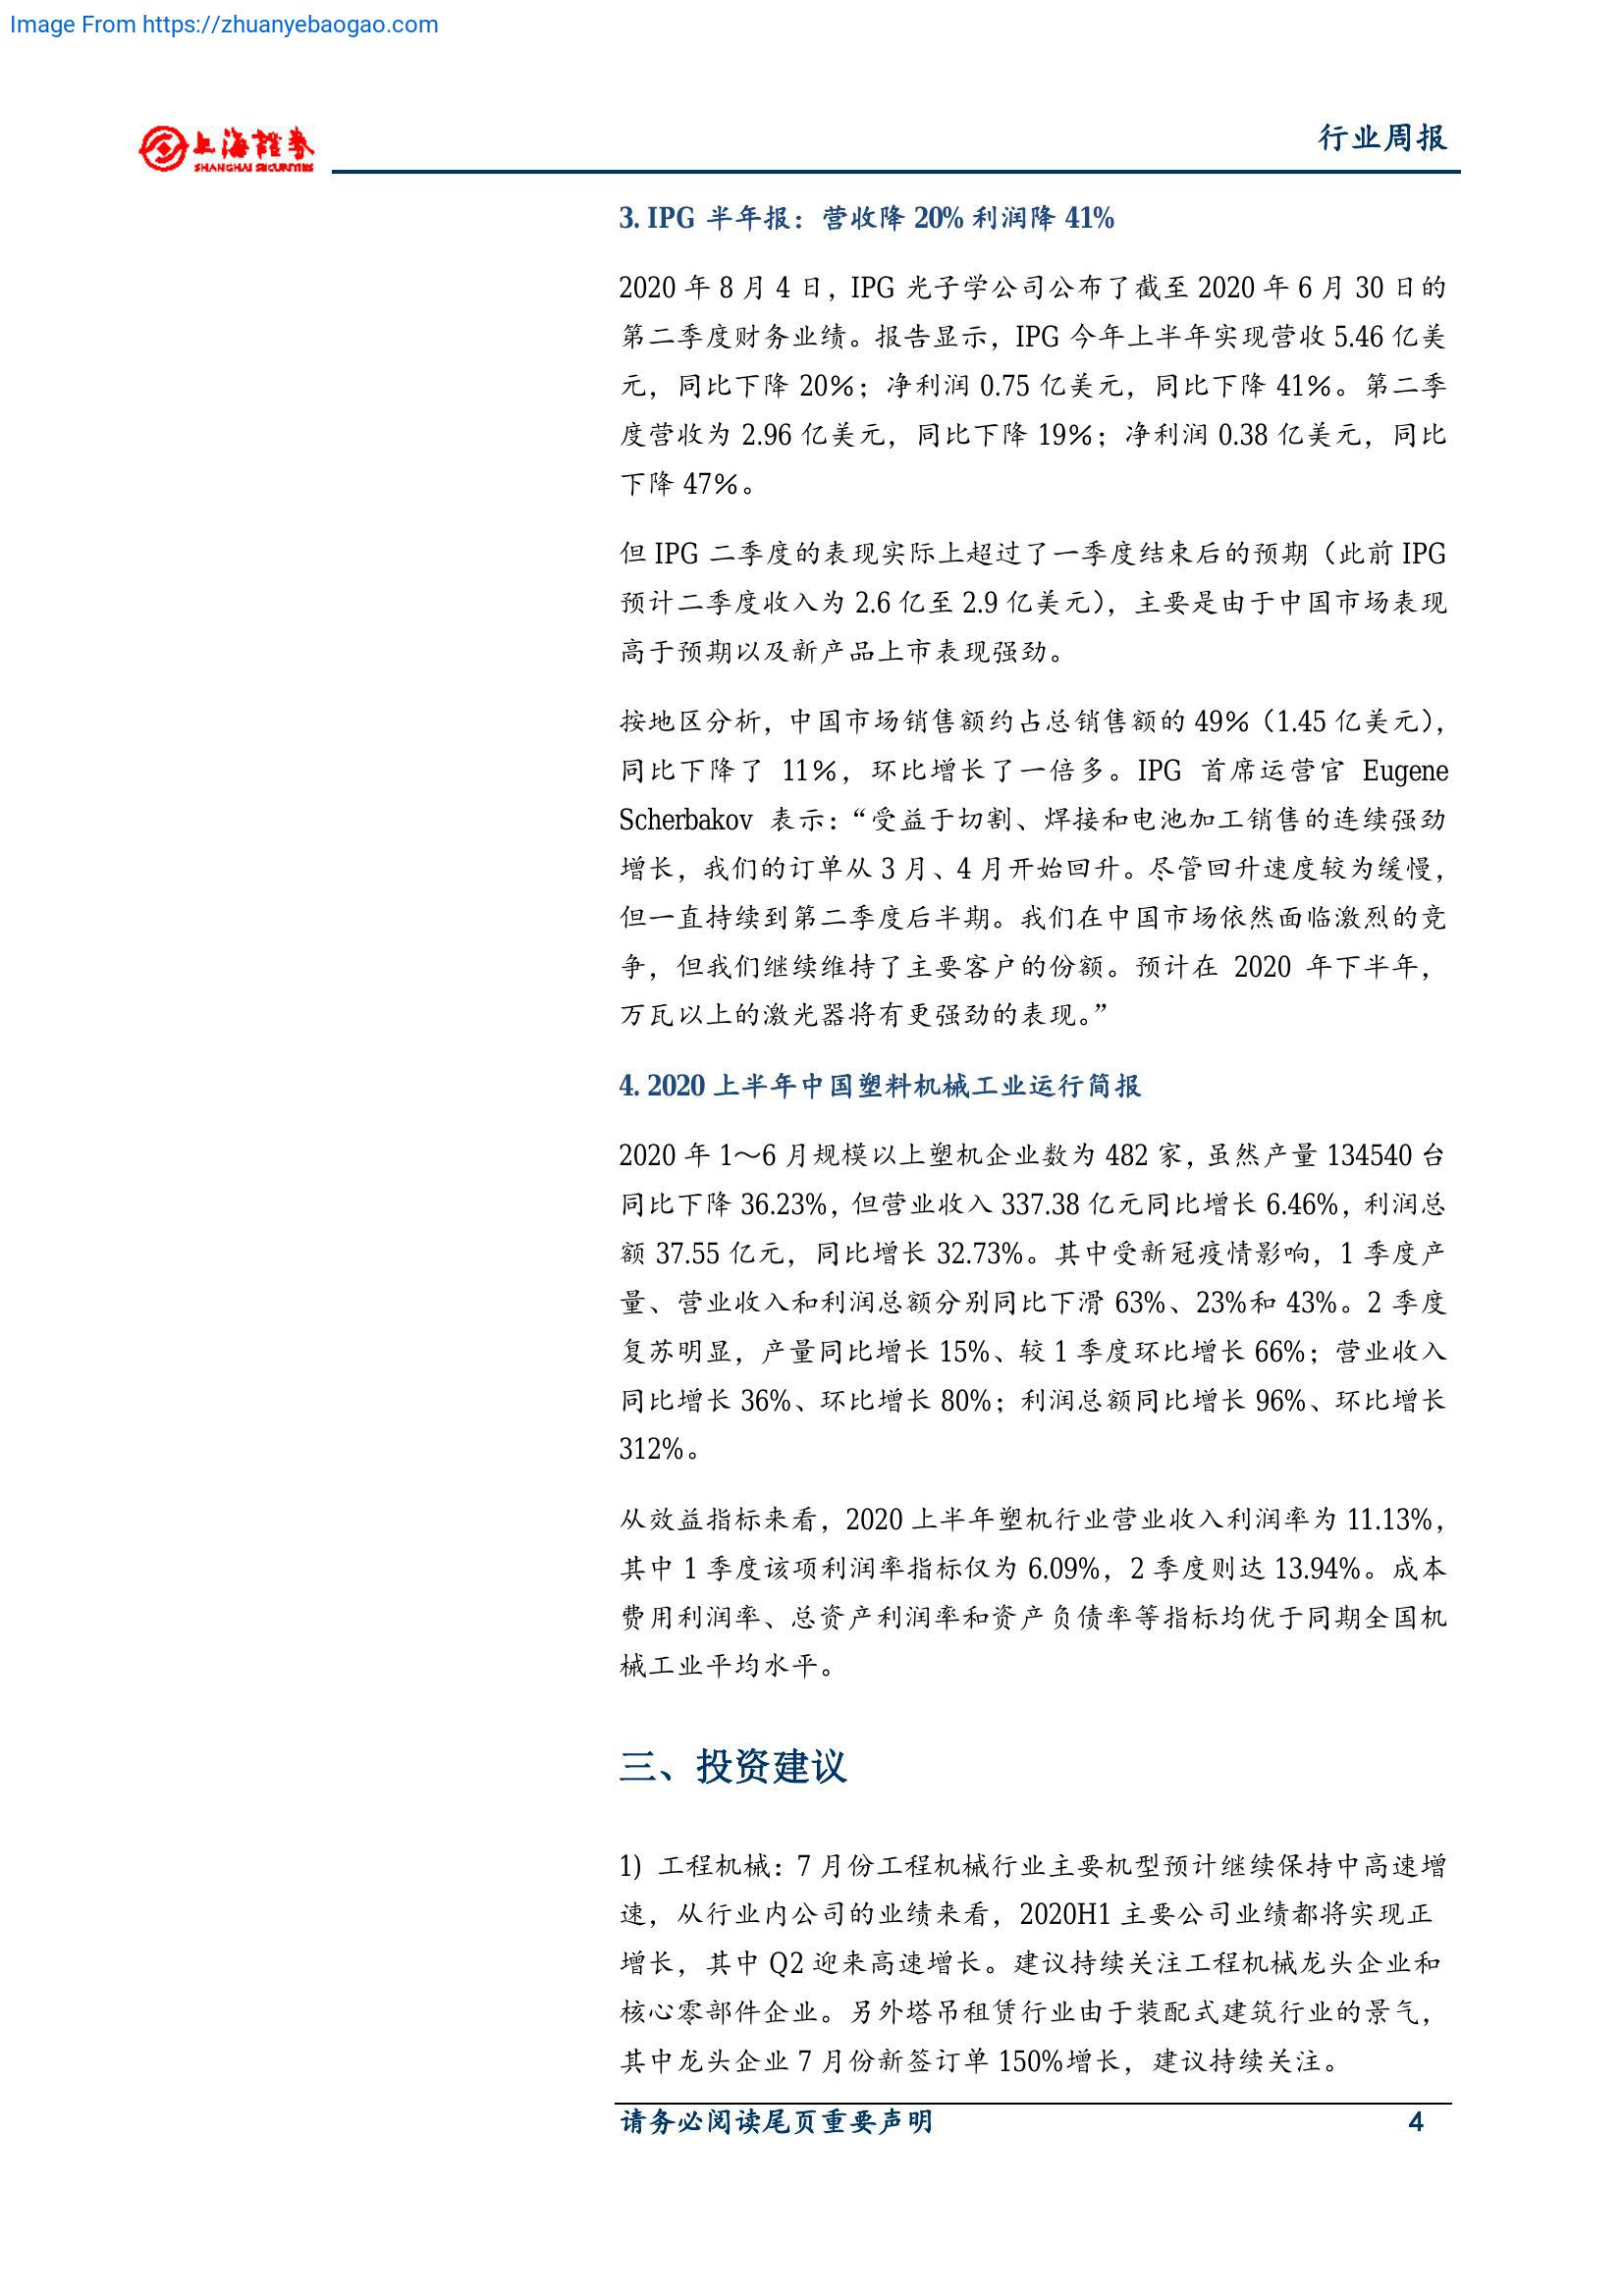 Image From https://zhuanyebaogao.com
上海證券
SHANGHAI SECURITIES
行业周报
3. IPG 半年报：营收降 20% 利润降 41%
2020 年 8 月 4 日，IPG 光子学公司公布了截至 2020 年 6 月 30 日的
第二季度财务业绩。报告显示，IPG 今年上半年实现营收 5.46 亿美
元，同比下降 20%；净利润 0.75 亿美元，同比下降 41%。第二季
度营收为 2.96 亿美元，同比下降 19%；净利润 0.38 亿美元，同比
下降 47%。
但 IPG 二季度的表现实际上超过了一季度结束后的预期（此前 IPG
预计二季度收入为 2.6 亿至 2.9 亿美元），主要是由于中国市场表现
高于预期以及新产品上市表现强劲。
按地区分析，中国市场销售额约占总销售额的 49%（1.45 亿美元），
同比下降了 11%，环比增长了一倍多。IPG 首席运营官 Eugene
Scherbakov 表示：“受益于切割、焊接和电池加工销售的连续强劲
增长，我们的订单从 3 月、4 月开始回升。尽管回升速度较为缓慢，
但一直持续到第二季度后半期。我们在中国市场依然面临激烈的竞
争，但我们继续维持了主要客户的份额。预计在 2020 年下半年，
万瓦以上的激光器将有更强劲的表现。”
4. 2020 上半年中国塑料机械工业运行简报
2020 年 1～6 月规模以上塑机企业数为 482 家，虽然产量 134540 台
同比下降 36.23%，但营业收入 337.38 亿元同比增长 6.46%，利润总
额 37.55 亿元，同比增长 32.73%。其中受新冠疫情影响，1 季度产
量、营业收入和利润总额分别同比下滑 63%、23%和 43%。2 季度
复苏明显，产量同比增长 15%、较 1 季度环比增长 66%；营业收入
同比增长 36%、环比增长 80%；利润总额同比增长 96%、环比增长
312%。
从效益指标来看，2020 上半年塑机行业营业收入利润率为 11.13%，
其中 1 季度该项利润率指标仅为 6.09%，2 季度则达 13.94%。成本
费用利润率、总资产利润率和资产负债率等指标均优于同期全国机
械工业平均水平。
三、投资建议
1) 工程机械：7 月份工程机械行业主要机型预计继续保持中高速增
速，从行业内公司的业绩来看，2020H1 主要公司业绩都将实现正
增长，其中 Q2 迎来高速增长。建议持续关注工程机械龙头企业和
核心零部件企业。另外塔吊租赁行业由于装配式建筑行业的景气，
其中龙头企业 7 月份新签订单 150%增长，建议持续关注。
请务必阅读尾页重要声明
4